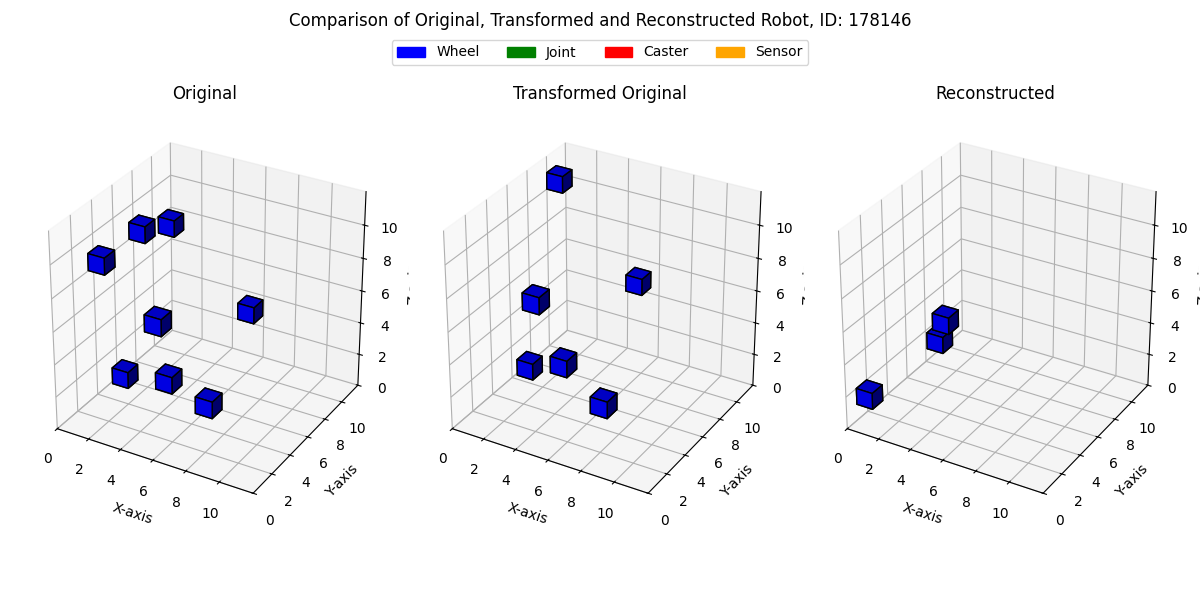 Comparison of Original, Transformed and Reconstructed Robot, ID: 178146
Wheel Joint Caster Sensor
Original
Transformed Original
Reconstructed
0 2 4 6 8 10
X-axis
0 2 4 6 8 10
Y-axis
0 2 4 6 8 10
0 2 4 6 8 10
X-axis
0 2 4 6 8 10
Y-axis
0 2 4 6 8 10
0 2 4 6 8 10
X-axis
0 2 4 6 8 10
Y-axis
0 2 4 6 8 10